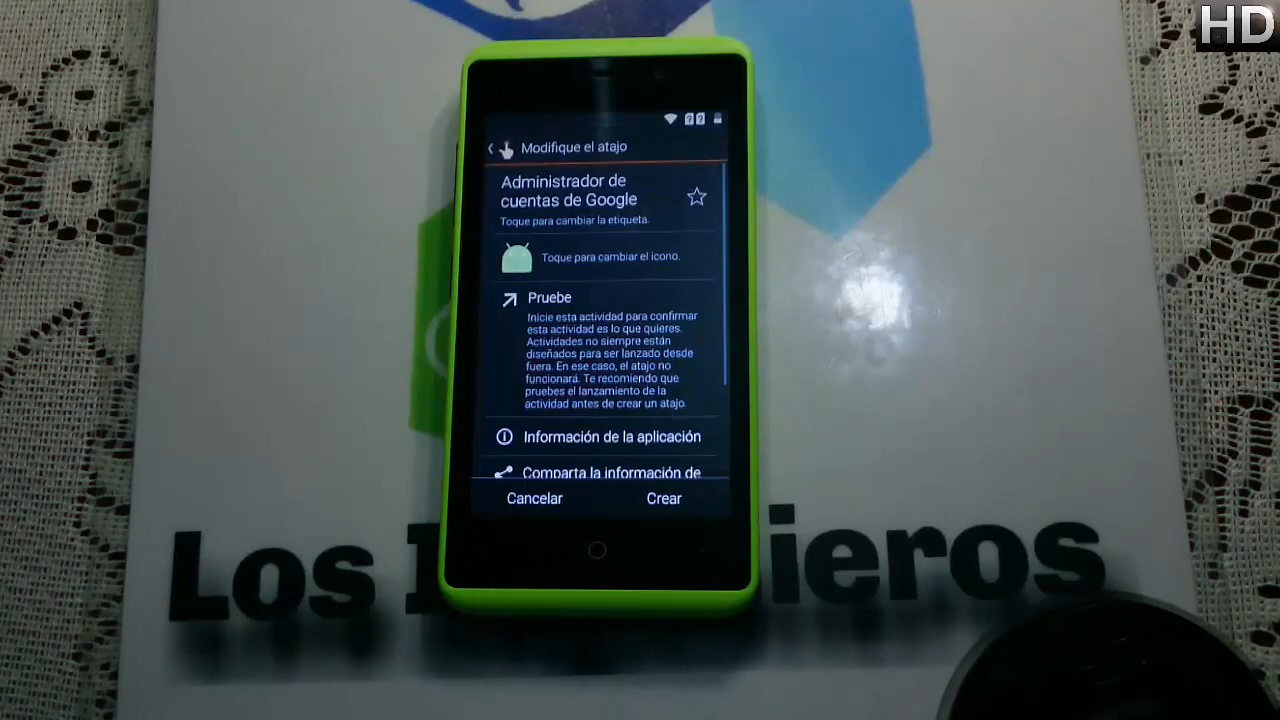 HD
Modifique el atajo
Administrador de
cuentas de Google
Toque para cambiar la etiqueta.
Toque para cambiar el icono.
Pruebe
Inicie esta actividad para confirmar
esta actividad es lo que quieres.
Actividades no siempre están
diseñados para ser lanzado desde
fuera. En ese caso, el atajo no
funcionará. Te recomiendo que
pruebes el lanzamiento de la
actividad antes de crear un atajo.
Información de la aplicación
Comparta la información de
Cancelar
Crear
Los
ieros